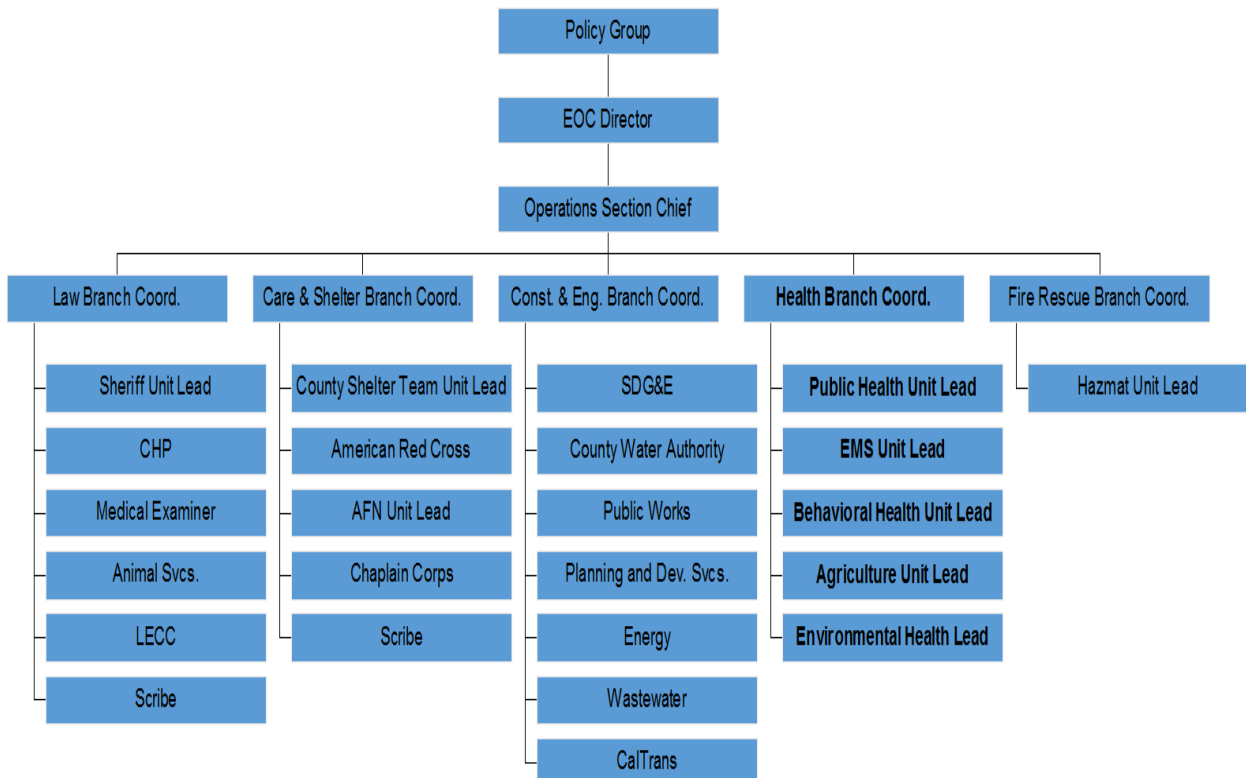 Policy Group
EOC Director
Operations Section Chief
Law Branch Coord.
Care & Shelter Branch Coord.
Const. & Eng. Branch Coord.
Health Branch Coord.
Fire Rescue Branch Coord.
Sheriff Unit Lead
CHP
Medical Examiner
Animal Svcs.
LECC
Scribe
County Shelter Team Unit Lead
American Red Cross
AFN Unit Lead
Chaplain Corps
Scribe
SDG&E
County Water Authority
Public Works
Planning and Dev. Svcs.
Energy
Wastewater
CalTrans
Public Health Unit Lead
EMS Unit Lead
Behavioral Health Unit Lead
Agriculture Unit Lead
Environmental Health Lead
Hazmat Unit Lead